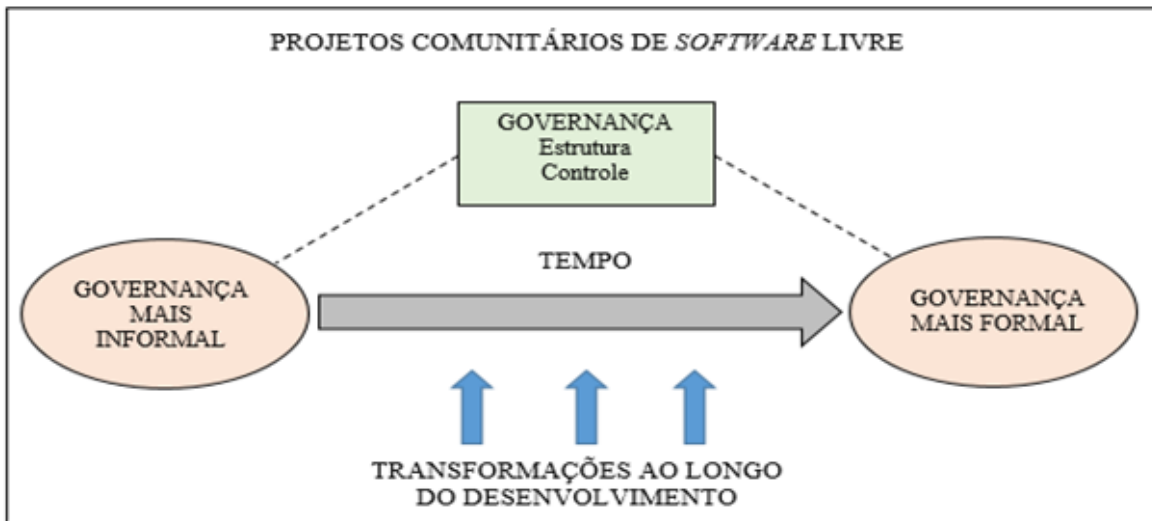 PROJETOS COMUNITÁRIOS DE SOFTWARE LIVRE
GOVERNANÇA
Estrutura
Controle
TEMPO
GOVERNANÇA
MAIS
INFORMAL
GOVERNANÇA
MAIS FORMAL
TRANSFORMAÇÕES AO LONGO
DO DESENVOLVIMENTO